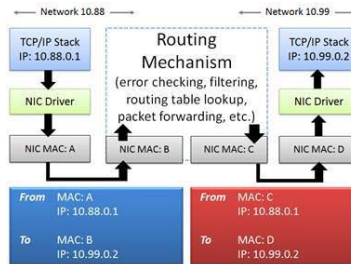 Network 10.88
Network 10.99
TCP/IP Stack
IP: 10.88.0.1
NIC Driver
NIC MAC: A
Routing
Mechanism
(error checking, filtering,
routing table lookup,
packet forwarding, etc.)
NIC MAC: B
NIC MAC: C
TCP/IP Stack
IP: 10.99.0.2
NIC Driver
NIC MAC: D
From MAC: A
IP: 10.88.0.1
To MAC: B
IP: 10.99.0.2
From MAC: C
IP: 10.88.0.1
To MAC: D
IP: 10.99.0.2